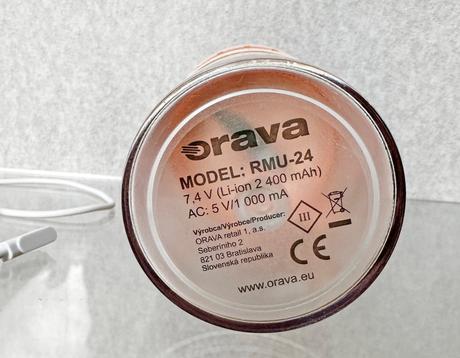 orava
MODEL: RMU-24
7,4 V (Li-ion 2 400 mAh)
AC: 5 V/1 000 mA
Výrobca/Výrobce/Producer:
ORAVA retail 1, a.s.
Seberíniho 2
821 03 Bratislava
Slovenská republika
III
CE
www.orava.eu